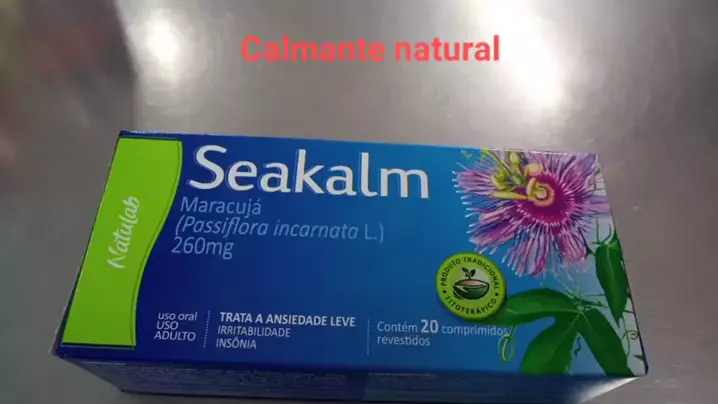 Calmante natural
Natulab
Seakalm
Maracujá
(Passiflora incarnata L.)
260mg
PRODUTO TRADICIONAL
FITOTERÁPICO
uso oral
USO
ADULTO
TRATA A ANSIEDADE LEVE
IRRITABILIDADE
INSÔNIA
Contém 20 comprimidos
revestidos